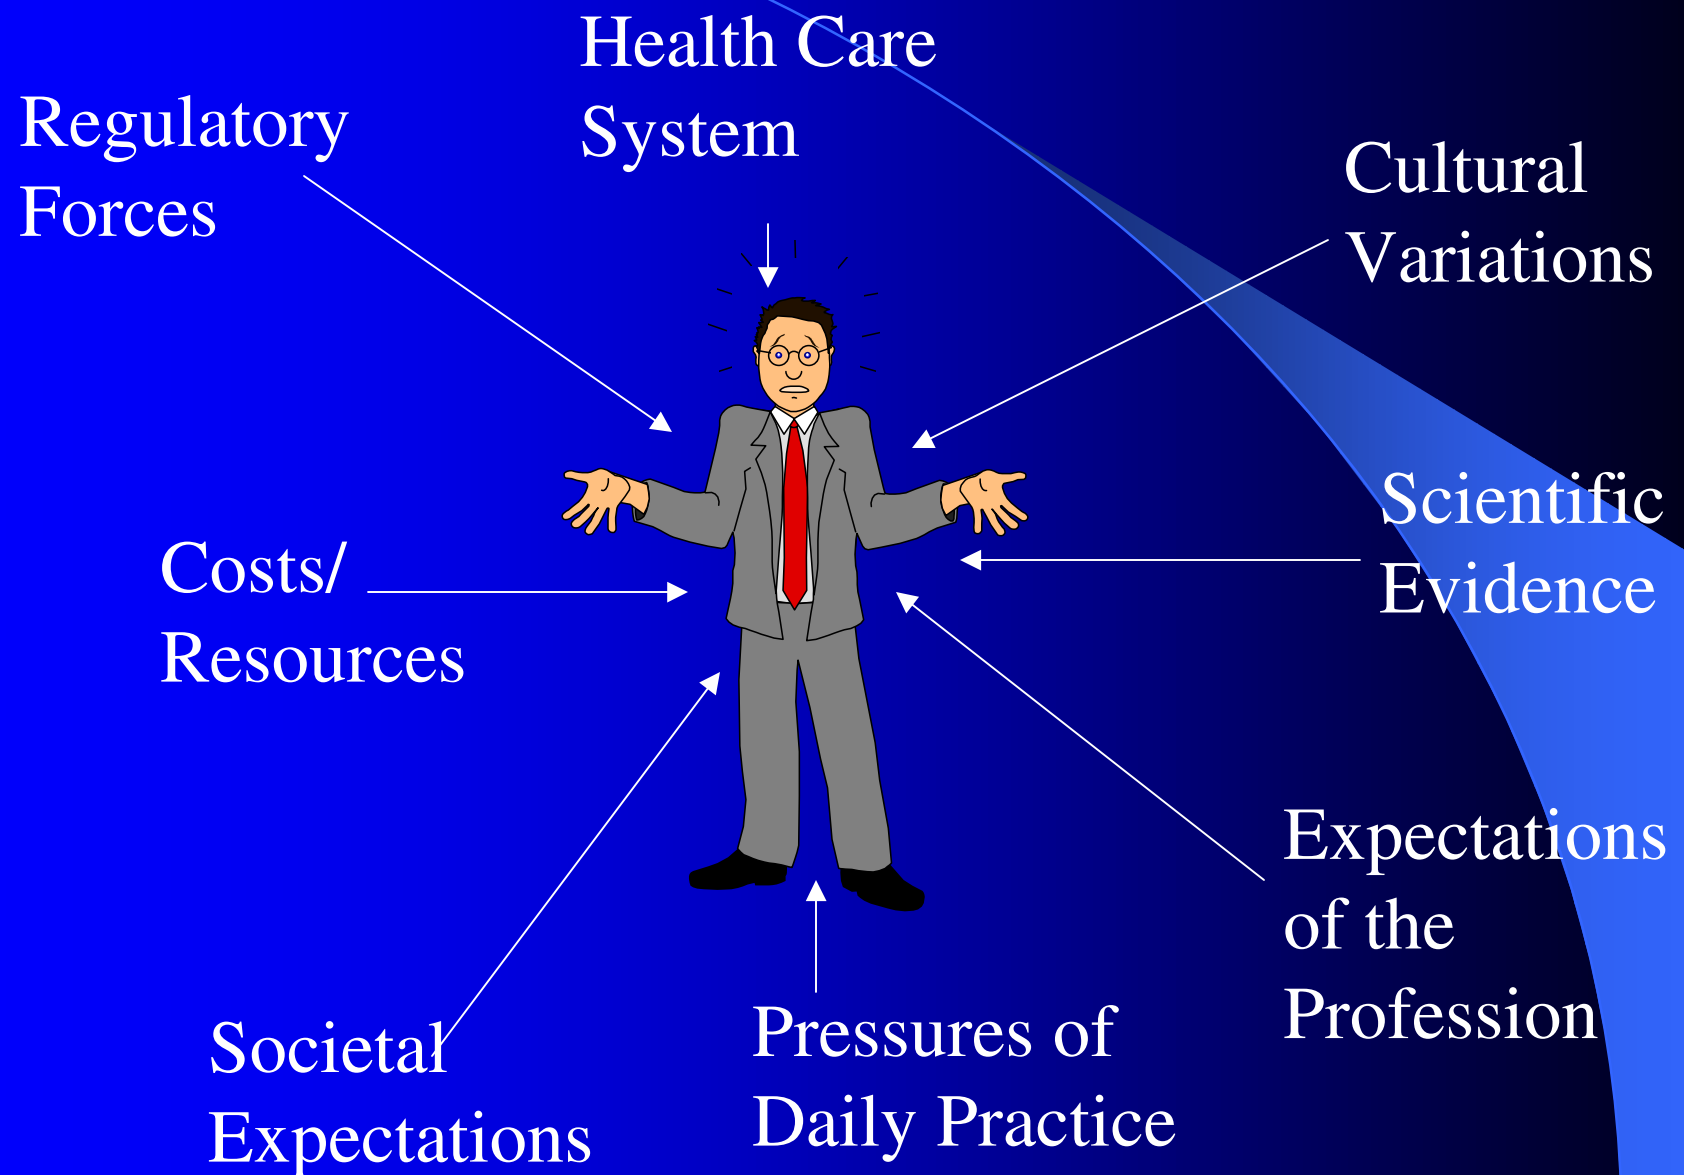 Health Care
System
Regulatory
Forces
Cultural
Variations
Scientific
Evidence
Costs/
Resources
Expectations
of the
Profession
Societal
Expectations
Pressures of
Daily Practice